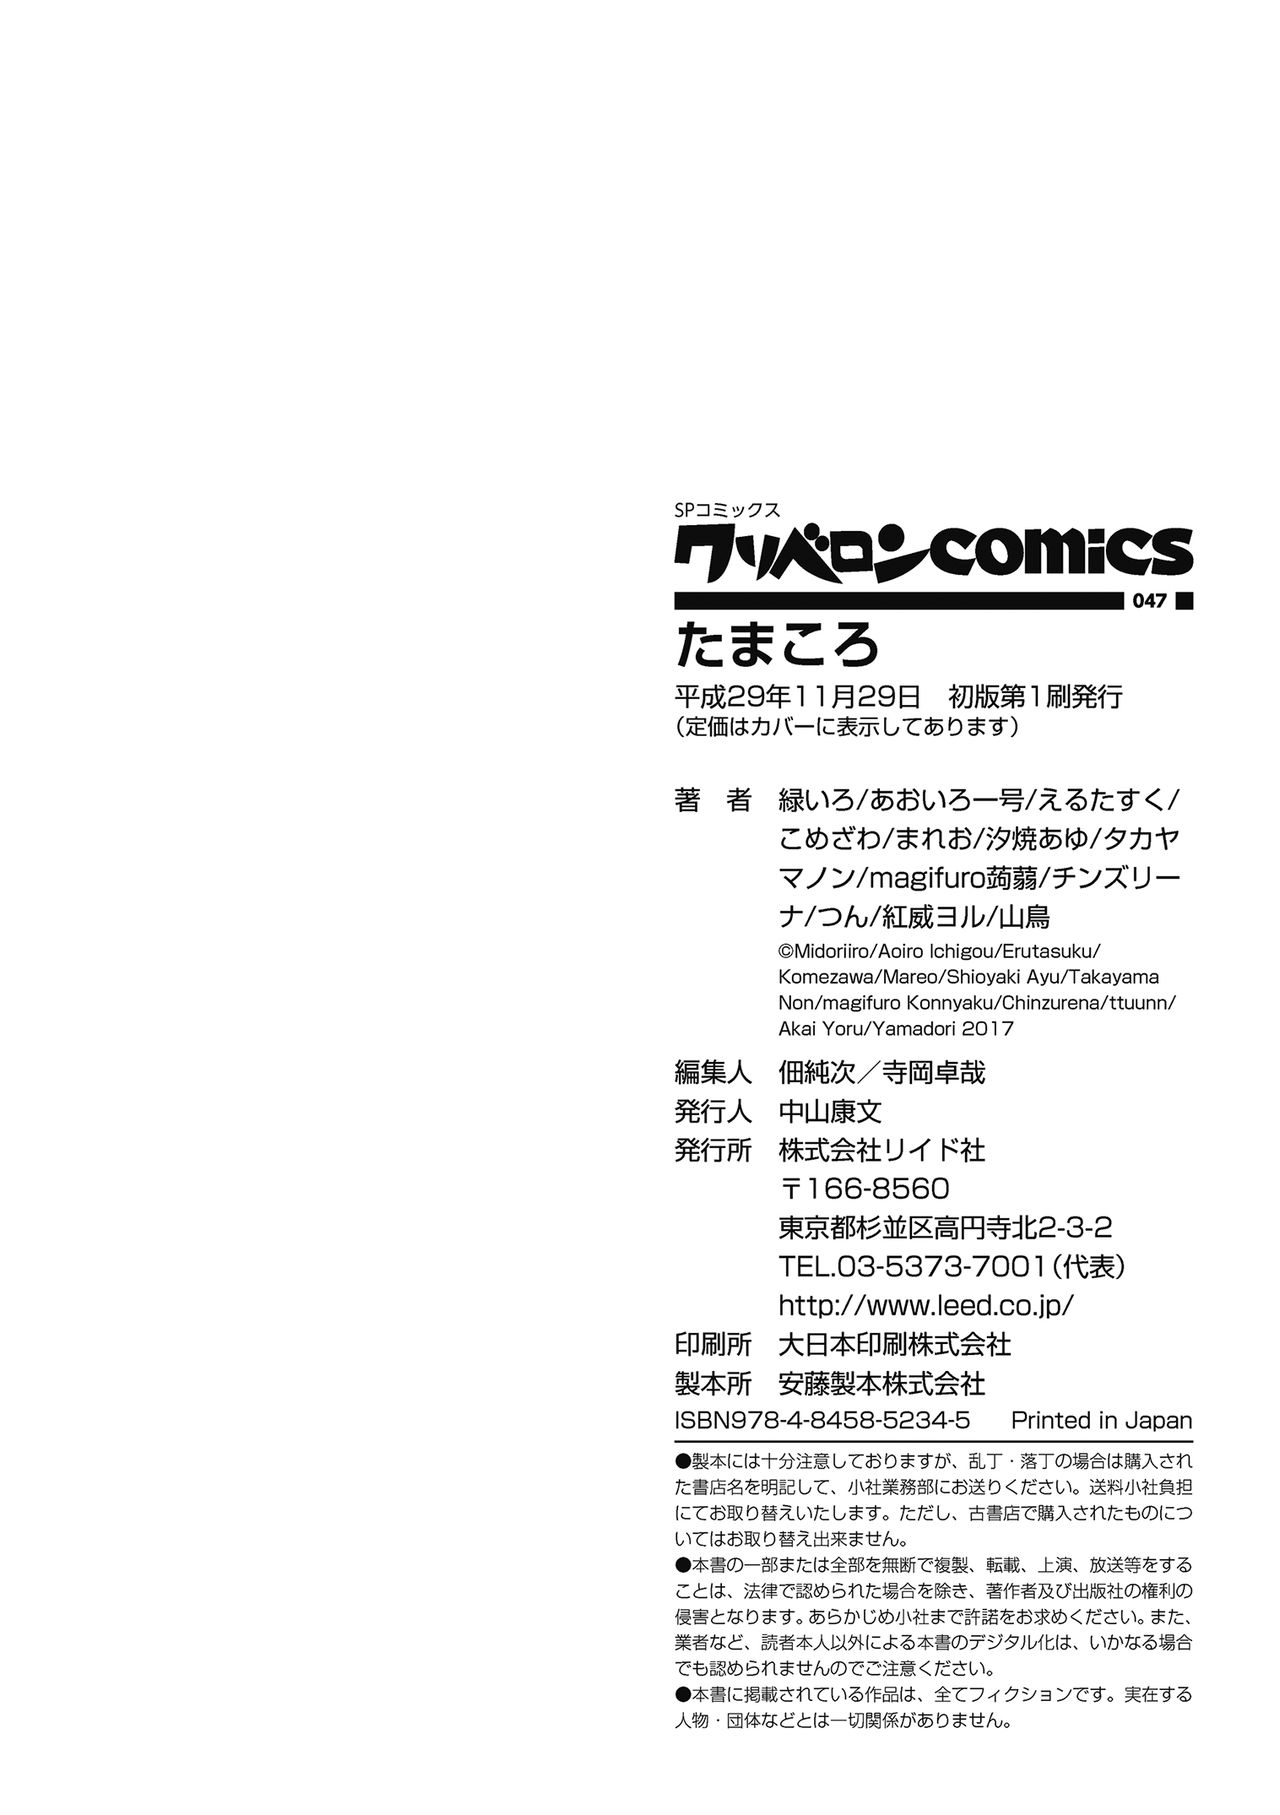 SPコミックス
クリベロンcomics
047
たまころ
平成29年11月29日　初版第1刷発行
（定価はカバーに表示してあります）
著　者　緑いろ/あおいろ一号/えるたすく/
こめざわ/まれお/汐焼あゆ/タカヤ
マノン/magifuro蒟蒻/チンズリー
ナ/つん/紅威ヨル/山鳥
©Midoriiro/Aoiro Ichigou/Erutasuku/
Komezawa/Mareo/Shioyaki Ayu/Takayama
Non/magifuro Konnyaku/Chinzurena/ttuunn/
Akai Yoru/Yamadori 2017
編集人　佃純次／寺岡卓哉
発行人　中山康文
発行所　株式会社リイド社
〒166-8560
東京都杉並区高円寺北2-3-2
TEL.03-5373-7001（代表）
http://www.leed.co.jp/
印刷所　大日本印刷株式会社
製本所　安藤製本株式会社
ISBN978-4-8458-5234-5　Printed in Japan
●製本には十分注意しておりますが、乱丁・落丁の場合は購入され
た書店名を明記して、小社業務部にお送りください。送料小社負担
にてお取り替えいたします。ただし、古書店で購入されたものにつ
いてはお取り替え出来ません。
●本書の一部または全部を無断で複製、転載、上演、放送等をする
ことは、法律で認められた場合を除き、著作者及び出版社の権利の
侵害となります。あらかじめ小社まで許諾をお求めください。また、
業者など、読者本人以外による本書のデジタル化は、いかなる場合
でも認められませんのでご注意ください。
●本書に掲載されている作品は、全てフィクションです。実在する
人物・団体などとは一切関係がありません。